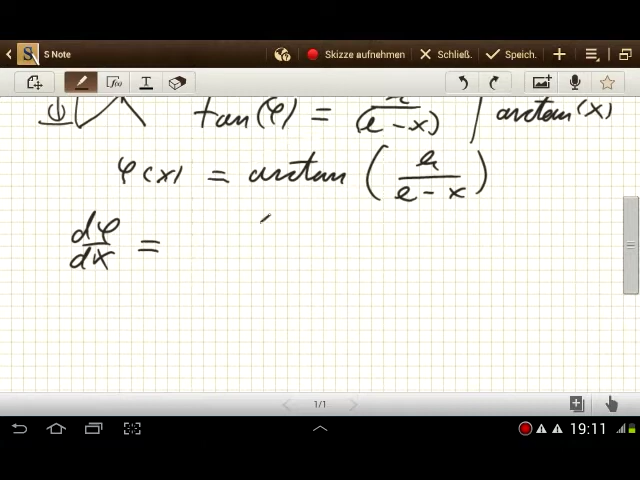 S Note
Skizze aufnehmen
Schließ.
Speich.
tan(φ) = (e-x) | arctan(x)
φ(x) = arctan (h/(e-x))
dφ/dx =
1/1
19:11